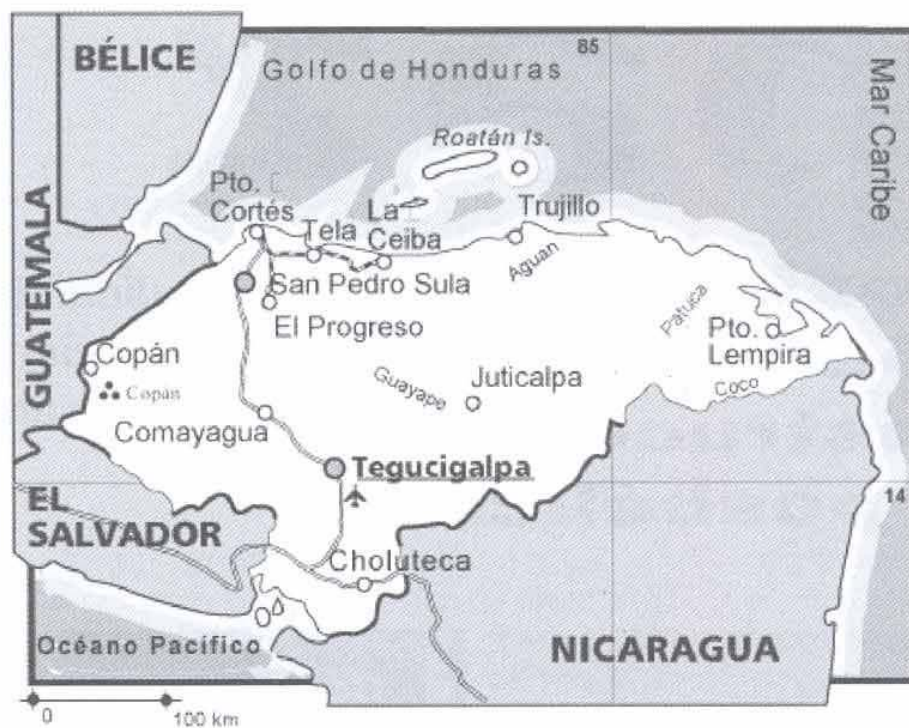 BÉLICE
85
Golfo de Honduras
Mar Caribe
Roatán Is.
Pto.
Cortés
Tela
La
Ceiba
Trujillo
Aguan
San Pedro Sula
El Progreso
Patuca
Pto.
Lempira
GUATEMALA
Copán
Copán
Guayape
Juticalpa
Coco
Comayagua
Tegucigalpa
14
EL
SALVADOR
Choluteca
Océano Pacífico
NICARAGUA
0
100 km